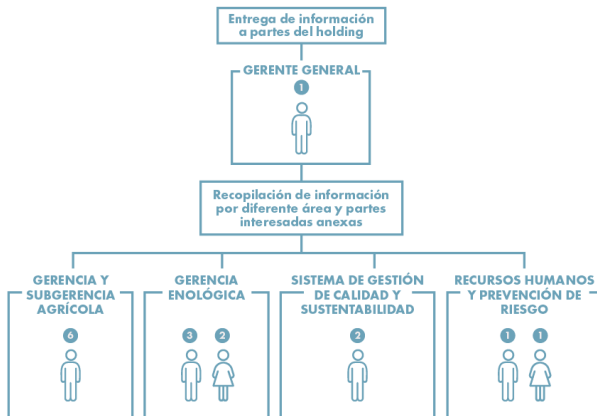 Entrega de información
a partes del holding
GERENTE GENERAL
1
Recopilación de información
por diferente área y partes
interesadas anexas
GERENCIA Y
SUBGERENCIA
AGRÍCOLA
6
GERENCIA
ENOLÓGICA
3 2
SISTEMA DE GESTIÓN
DE CALIDAD Y
SUSTENTABILIDAD
2
RECURSOS HUMANOS
Y PREVENCIÓN DE
RIESGO
1 1